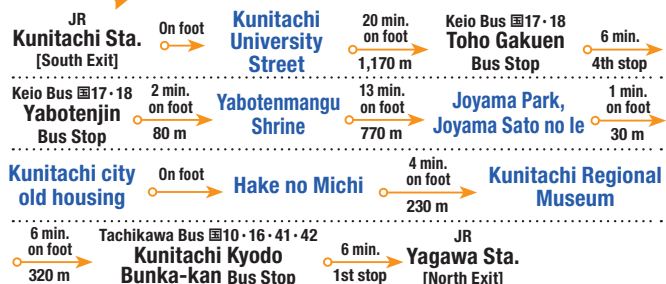 JR
Kunitachi Sta.
[South Exit]
On foot
Kunitachi
University
Street
20 min.
on foot
1,170 m
Keio Bus 国17・18
Toho Gakuen
Bus Stop
6 min.
4th stop
Keio Bus 国17・18
Yabotenjin
Bus Stop
2 min.
on foot
80 m
Yabotenmangu
Shrine
13 min.
on foot
770 m
Joyama Park,
Joyama Sato no Ie
1 min.
on foot
30 m
Kunitachi city
old housing
On foot
Hake no Michi
4 min.
on foot
230 m
Kunitachi Regional
Museum
6 min.
on foot
320 m
Tachikawa Bus 国10・16・41・42
Kunitachi Kyodo
Bunka-kan Bus Stop
6 min.
1st stop
JR
Yagawa Sta.
[North Exit]